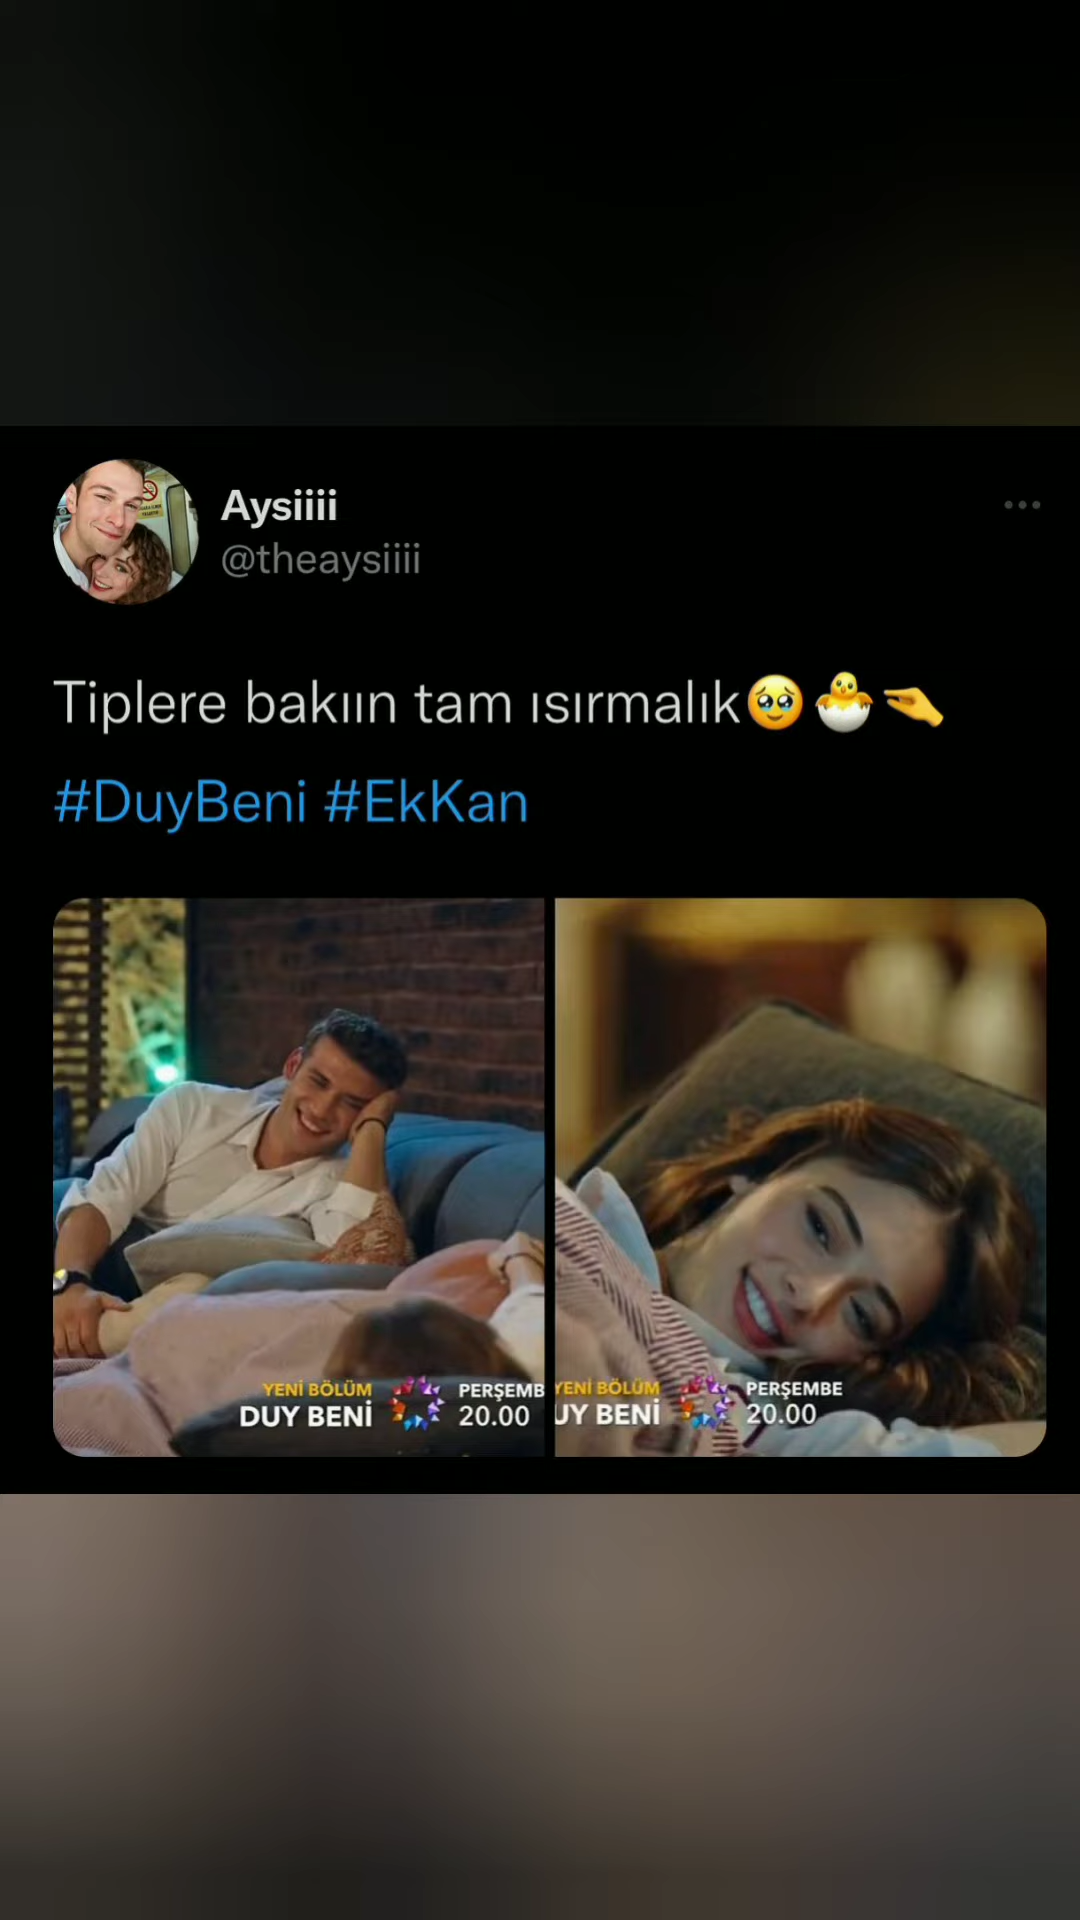 Aysiiii
@theaysiiii
Tiplere bakıın tam ısırmalık🥹🐣🫳
#DuyBeni #EkKan
YENİ BÖLÜM
DUY BENİ
PERŞEMB
20.00
YENİ BÖLÜM
UY BENİ
PERŞEMBE
20.00